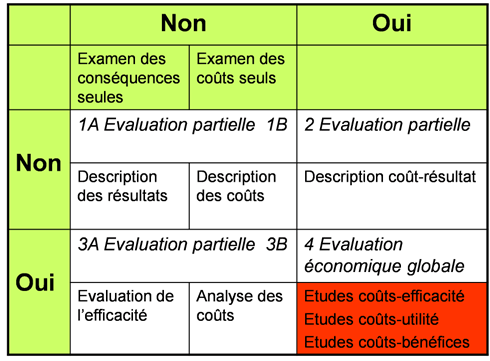 Non Oui
Examen des Examen des
conséquences coûts seuls
seules
Non
1A Evaluation partielle 1B 2 Evaluation partielle
Description Description Description coût-résultat
des résultats des coûts
Oui
3A Evaluation partielle 3B 4 Evaluation
économique globale
Evaluation de Analyse des Etudes coûts-efficacité
l'efficacité coûts Etudes coûts-utilité
Etudes coûts-bénéfices